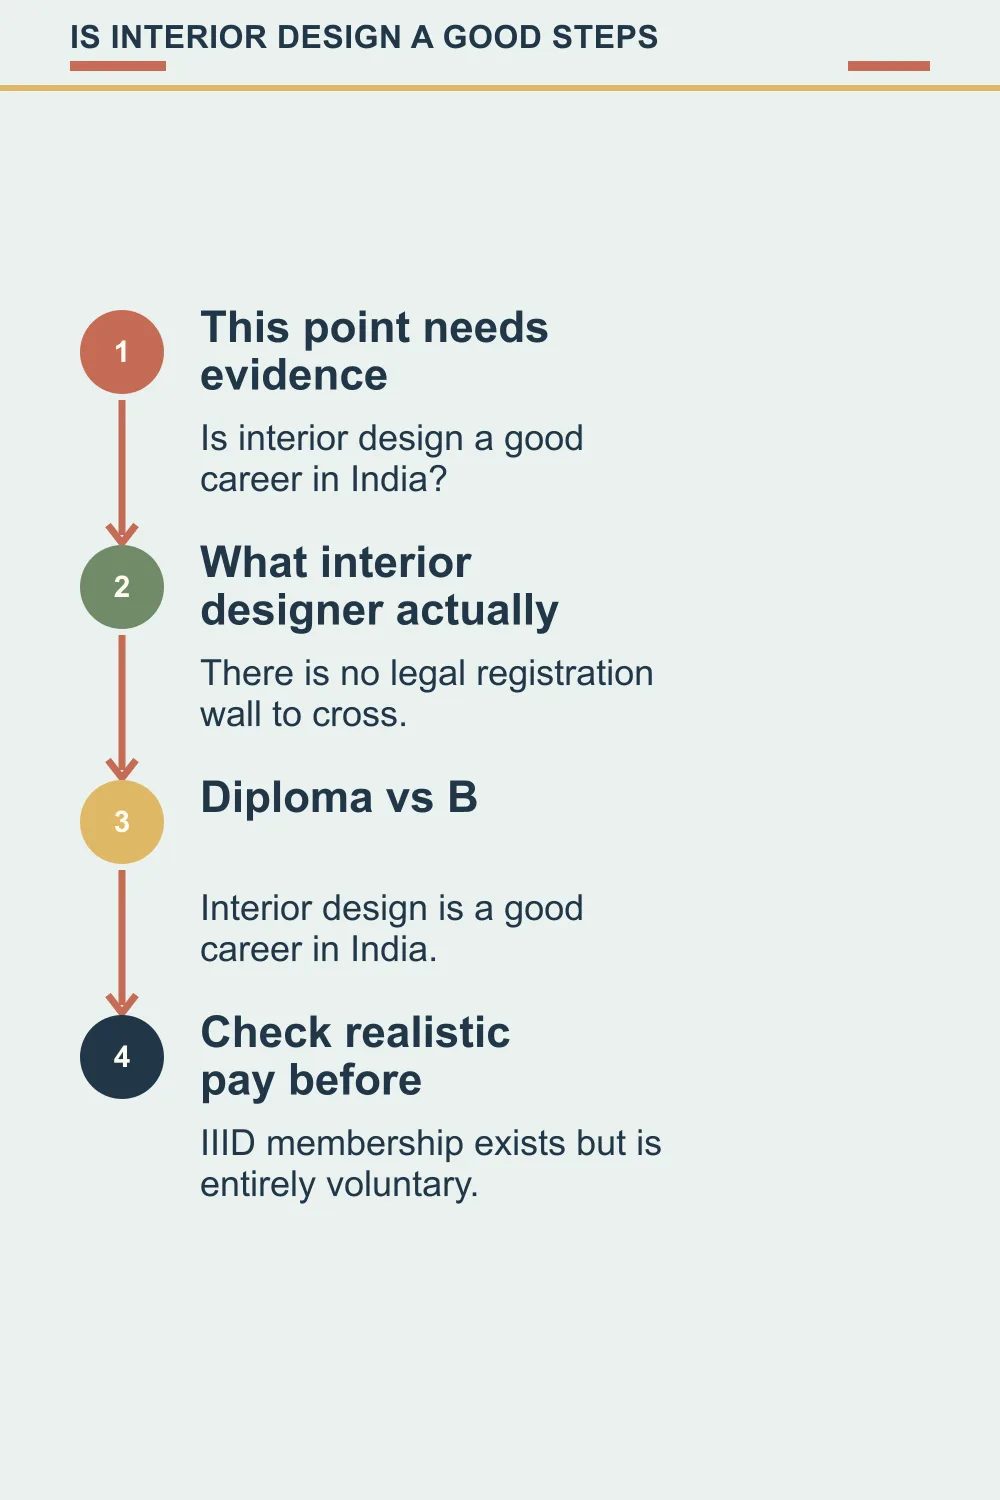 IS INTERIOR DESIGN A GOOD STEPS
1
This point needs
evidence
Is interior design a good
career in India?
2
What interior
designer actually
There is no legal registration
wall to cross.
3
Diploma vs B
Interior design is a good
career in India.
4
Check realistic
pay before
IIID membership exists but is
entirely voluntary.